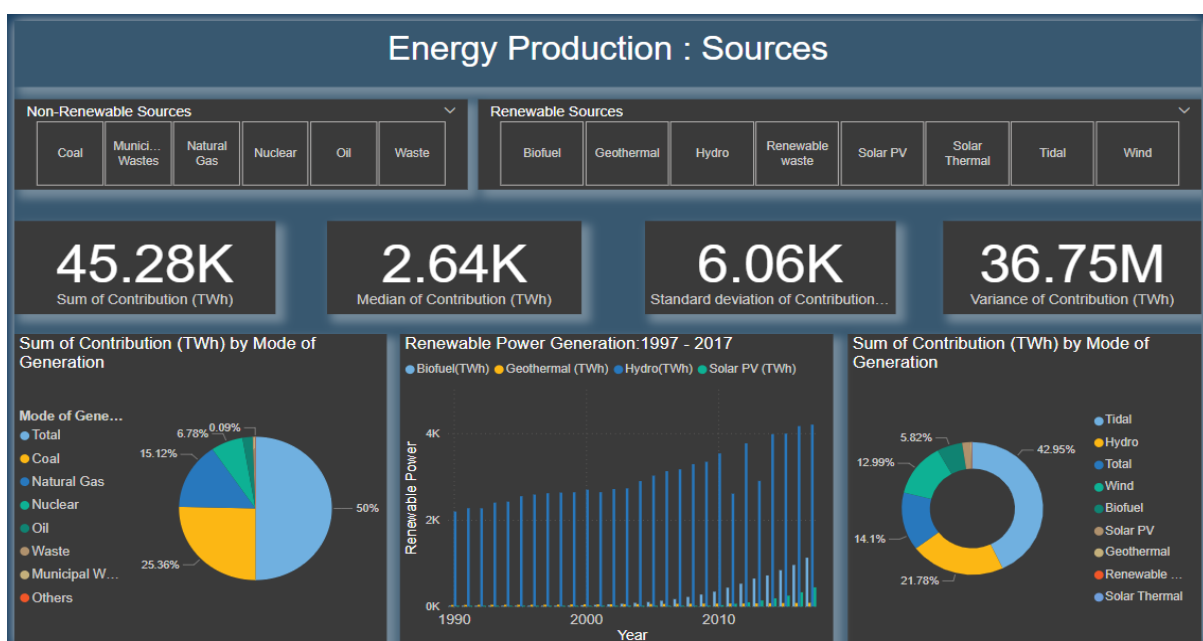 Energy Production : Sources
Non-Renewable Sources
Coal
Munici...
Wastes
Natural
Gas
Nuclear
Oil
Waste
Renewable Sources
Biofuel
Geothermal
Hydro
Renewable
waste
Solar PV
Solar
Thermal
Tidal
Wind
45.28K
Sum of Contribution (TWh)
2.64K
Median of Contribution (TWh)
6.06K
Standard deviation of Contribution...
36.75M
Variance of Contribution (TWh)
Sum of Contribution (TWh) by Mode of
Generation
Mode of Gene...
Total
Coal
Natural Gas
Nuclear
Oil
Waste
Municipal W...
Others
0.09%
6.78%
15.12%
25.36%
50%
Renewable Power Generation:1997 - 2017
Biofuel(TWh) Geothermal (TWh) Hydro(TWh) Solar PV (TWh)
Renewable Power
4K
2K
0K
1990 2000 2010
Year
Sum of Contribution (TWh) by Mode of
Generation
5.82%
12.99%
14.1%
21.78%
42.95%
Tidal
Hydro
Total
Wind
Biofuel
Solar PV
Geothermal
Renewable ...
Solar Thermal